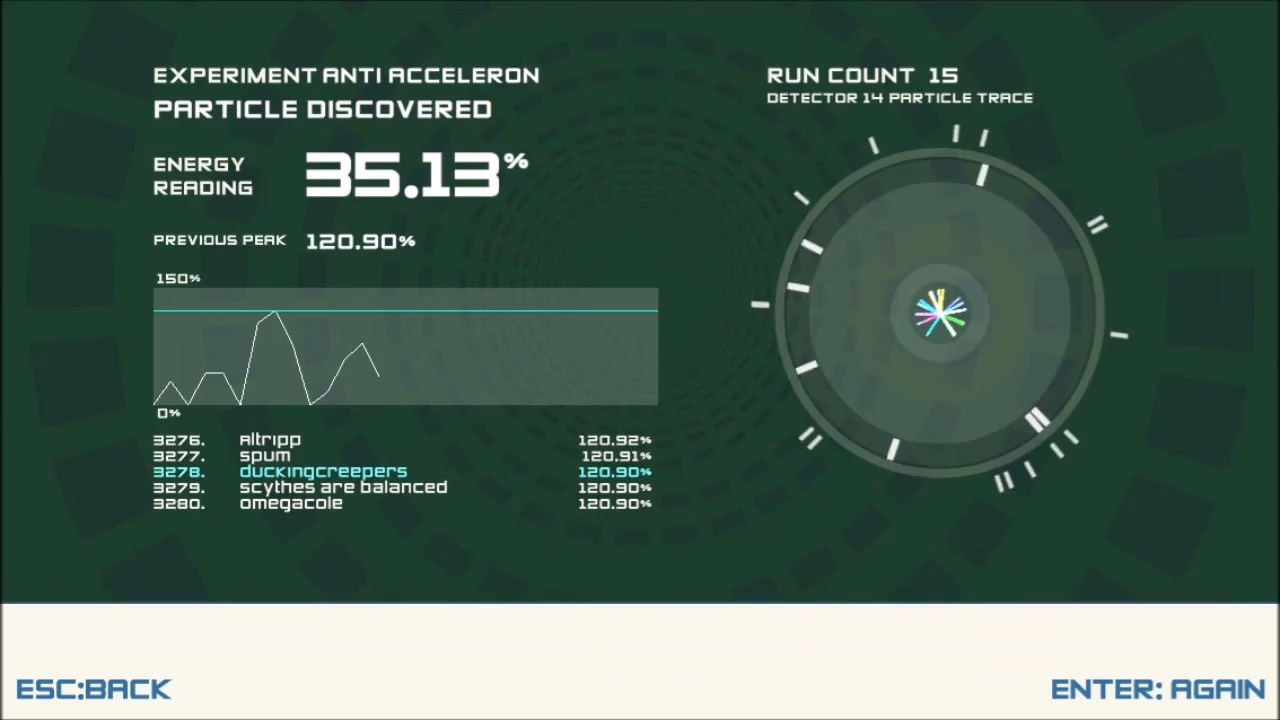 EXPERIMENT ANTI ACCELERON
PARTICLE DISCOVERED
ENERGY READING 35.13%
PREVIOUS PEAK 120.90%
150%
0%
3276. Altripp 120.92%
3277. spum 120.91%
3278. duckingcreepers 120.90%
3279. scythes are balanced 120.90%
3280. omegacole 120.90%
RUN COUNT 15
DETECTOR 14 PARTICLE TRACE
ESC:BACK
ENTER: AGAIN